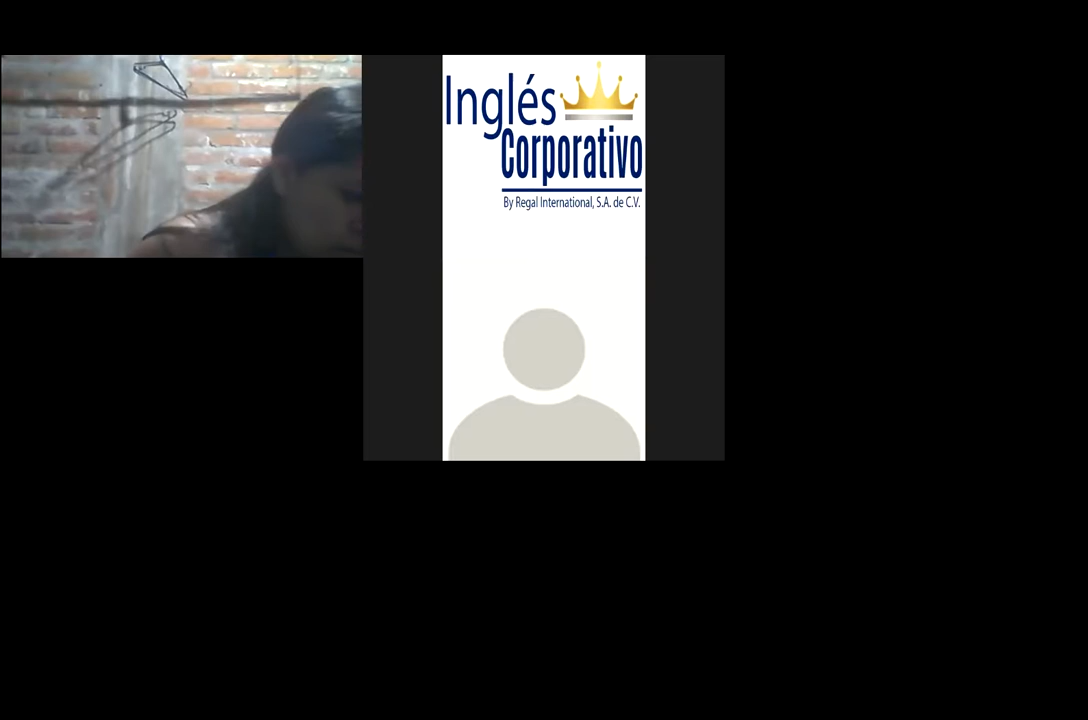 Inglés
Corporativo
By Regal International, S.A. de C.V.